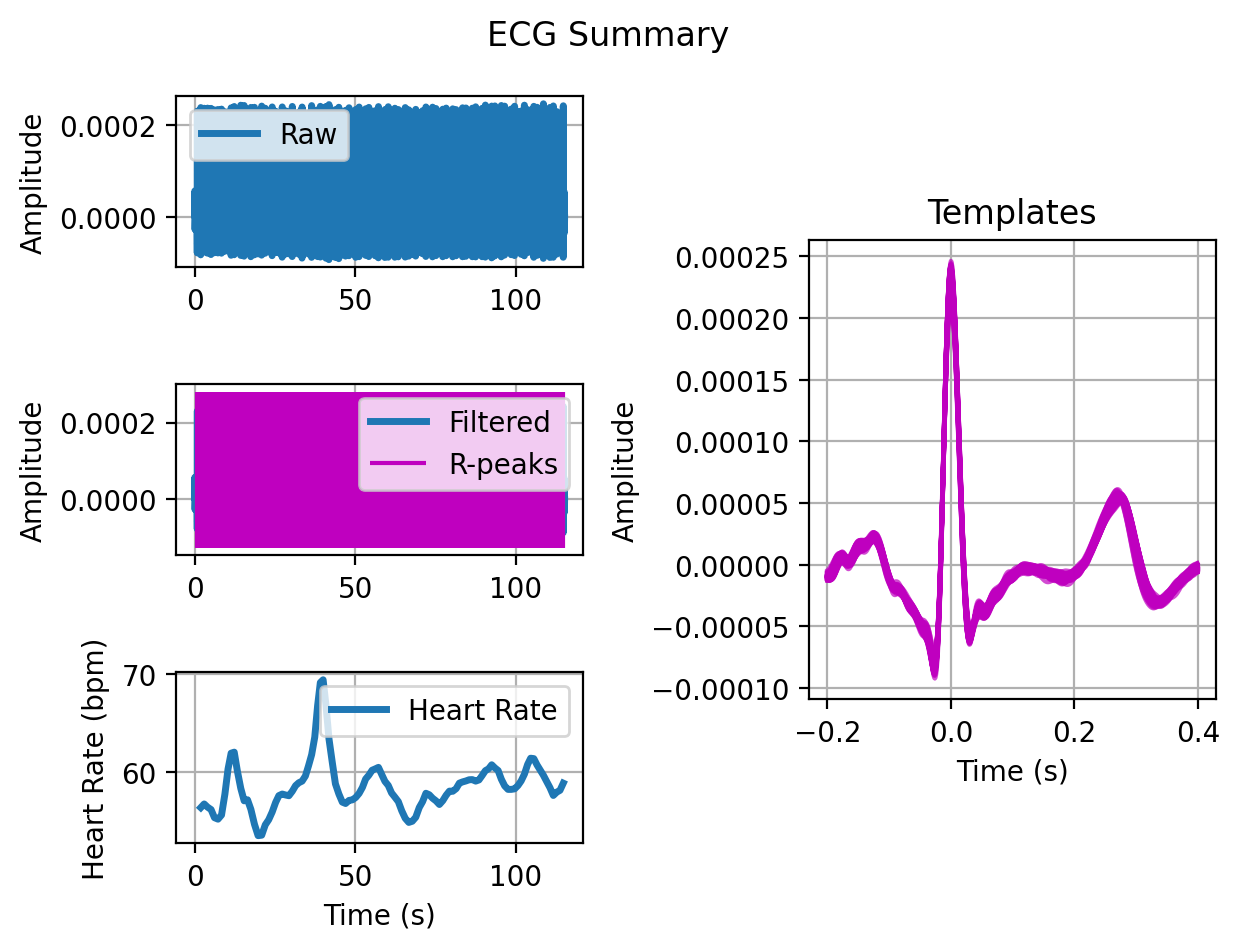 ECG Summary
Amplitude
0.0002
0.0000
Raw
0
50
100
Amplitude
0.0002
0.0000
Filtered
R-peaks
0
50
100
Heart Rate (bpm)
70
60
Heart Rate
0
50
100
Time (s)
Templates
Amplitude
0.00025
0.00020
0.00015
0.00010
0.00005
0.00000
−0.00005
−0.00010
−0.2
0.0
0.2
0.4
Time (s)